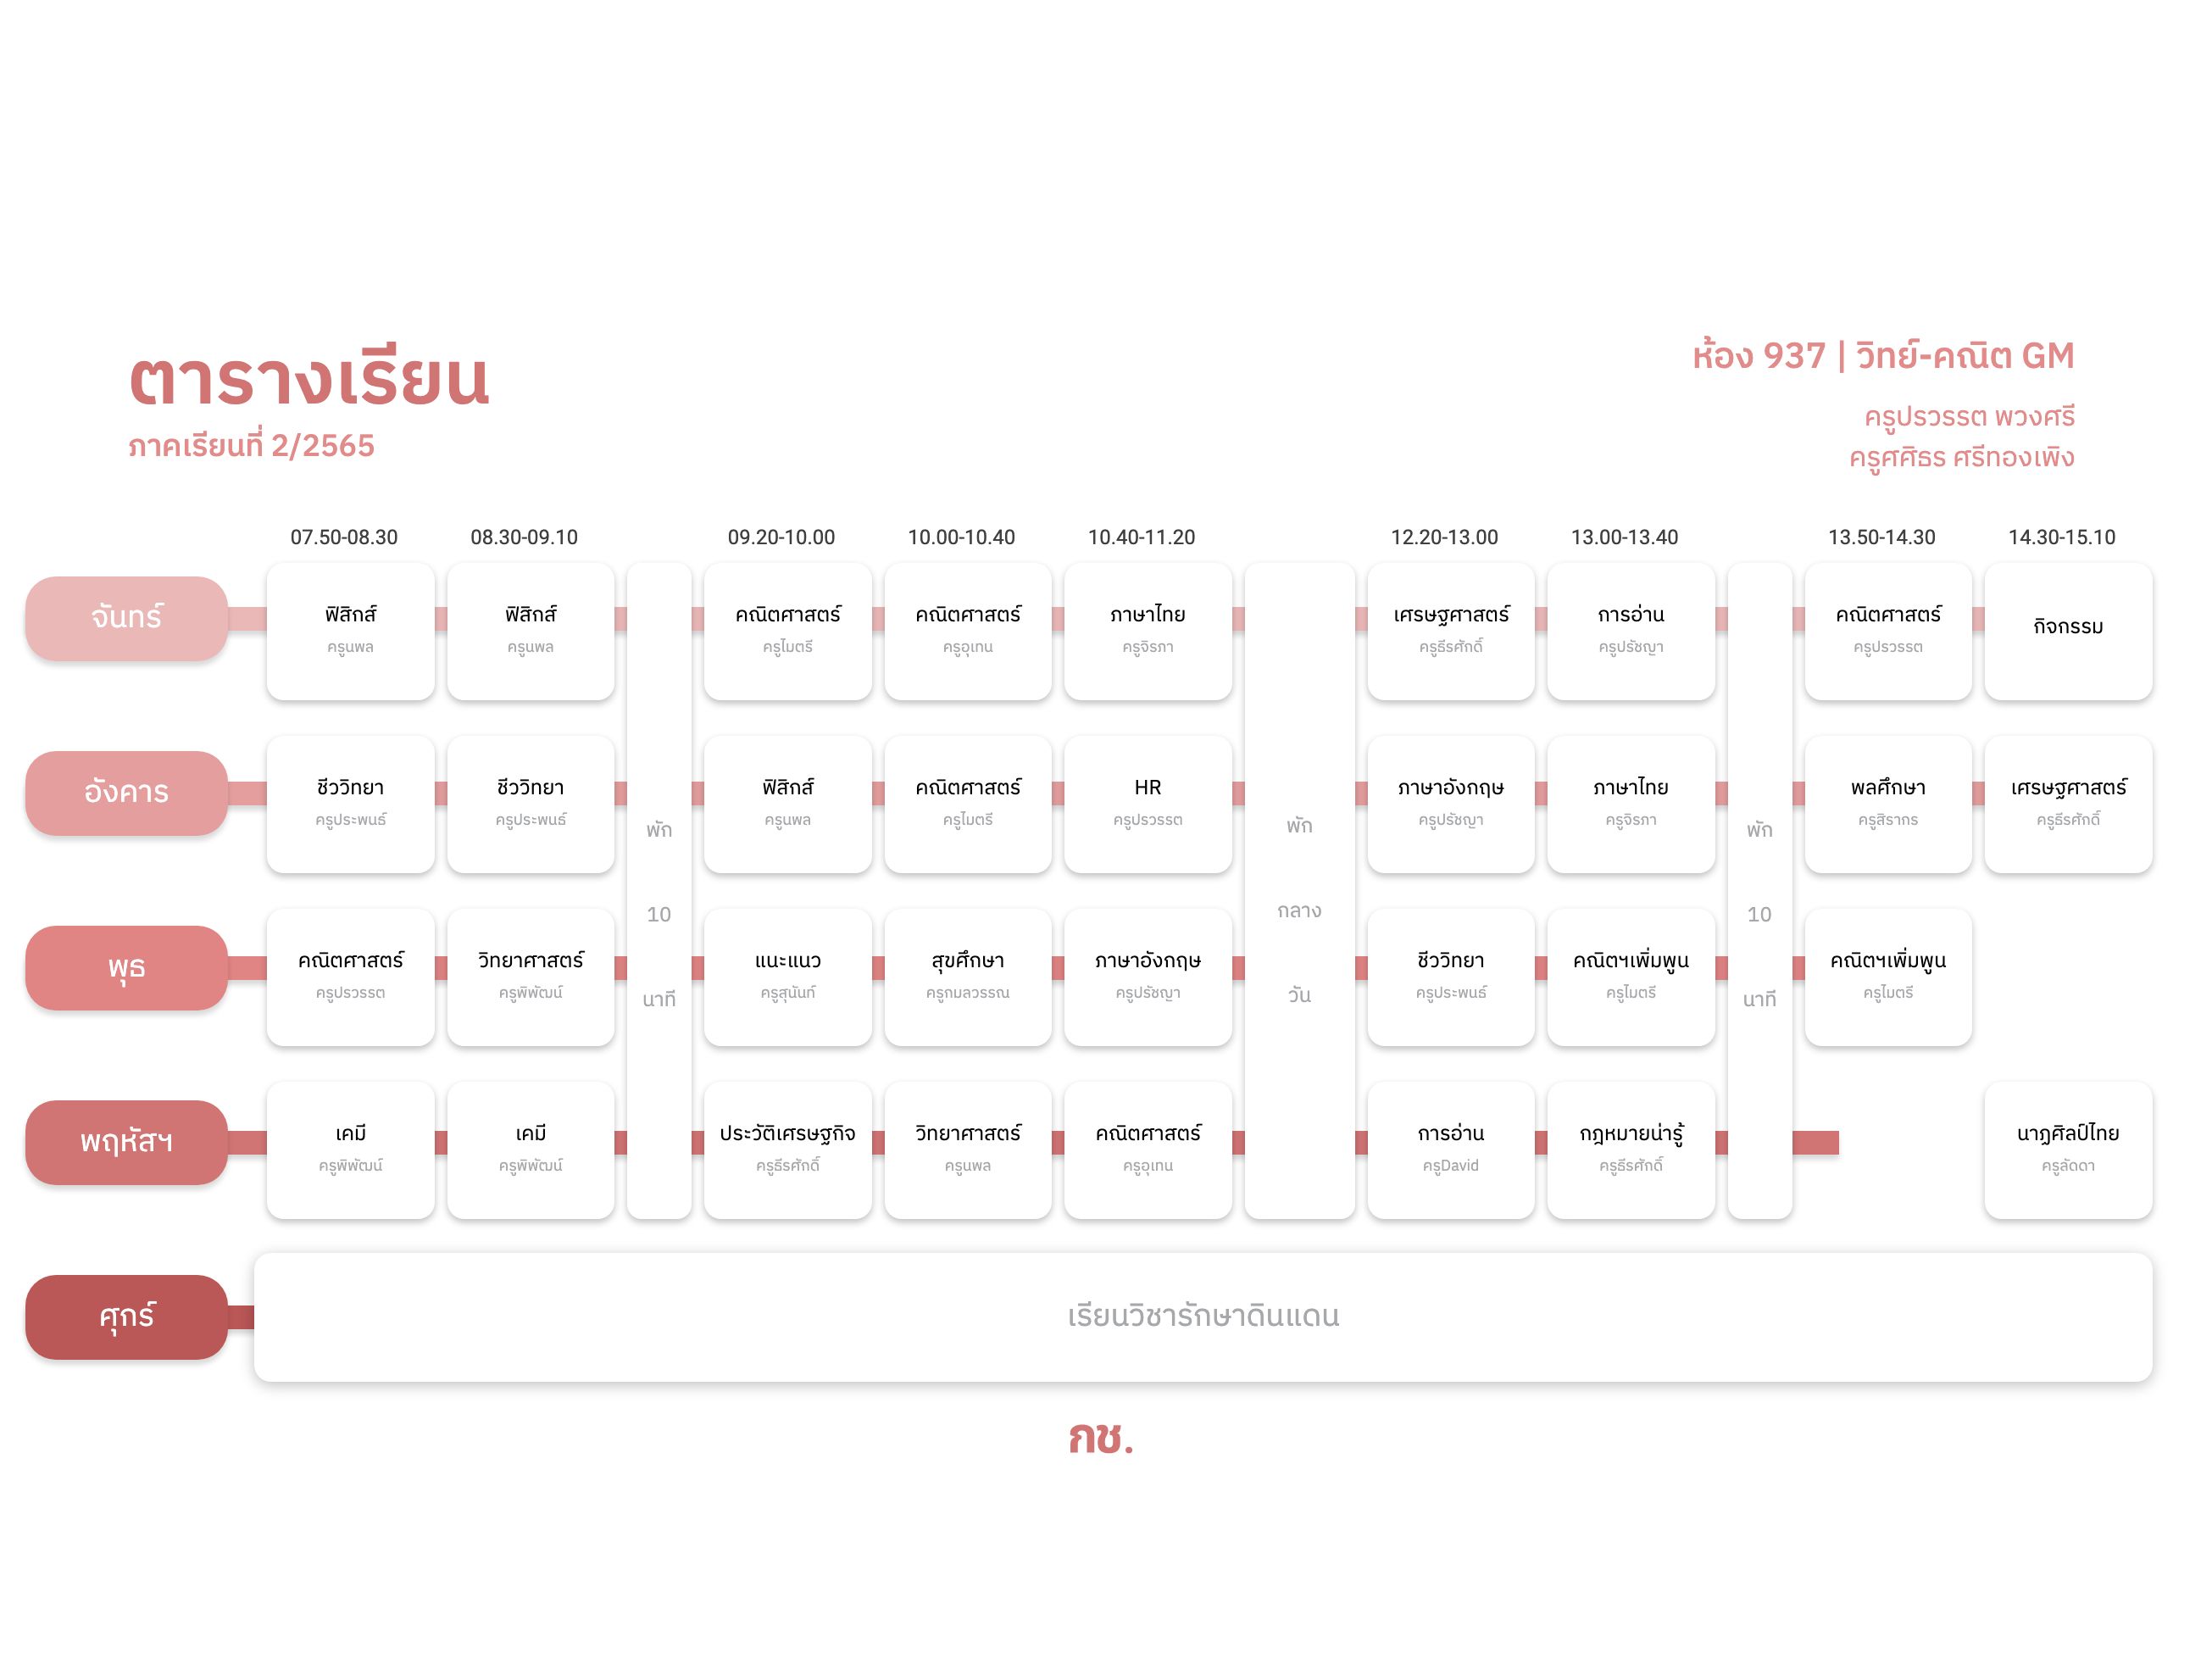 ตารางเรียน
ภาคเรียนที่ 2/2565
ห้อง 937 | วิทย์-คณิต GM
ครูปรวรรต พวงศรี
ครูศศิธร ศรีทองเพิง
07.50-08.30 08.30-09.10 09.20-10.00 10.00-10.40 10.40-11.20 12.20-13.00 13.00-13.40 13.50-14.30 14.30-15.10
จันทร์ ฟิสิกส์ ฟิสิกส์ คณิตศาสตร์ คณิตศาสตร์ ภาษาไทย เศรษฐศาสตร์ การอ่าน คณิตศาสตร์ กิจกรรม
ครูนพล ครูนพล ครูไมตรี ครูอุเทน ครูจิรภา ครูธีรศักดิ์ ครูปรัชญา ครูปรวรรต
อังคาร ชีววิทยา ชีววิทยา ฟิสิกส์ คณิตศาสตร์ HR ภาษาอังกฤษ ภาษาไทย พลศึกษา เศรษฐศาสตร์
ครูประพนธ์ ครูประพนธ์ ครูนพล ครูไมตรี ครูปรวรรต ครูปรัชญา ครูจิรภา ครูสิรากร ครูธีรศักดิ์
พัก พัก พัก
10 กลาง 10
นาที วัน นาที
พุธ คณิตศาสตร์ วิทยาศาสตร์ แนะแนว สุขศึกษา ภาษาอังกฤษ ชีววิทยา คณิตฯเพิ่มพูน คณิตฯเพิ่มพูน
ครูปรวรรต ครูพิพัฒน์ ครูสุนันท์ ครูกมลวรรณ ครูปรัชญา ครูประพนธ์ ครูไมตรี ครูไมตรี
พฤหัสฯ เคมี เคมี ประวัติเศรษฐกิจ วิทยาศาสตร์ คณิตศาสตร์ การอ่าน กฎหมายน่ารู้ นาฏศิลป์ไทย
ครูพิพัฒน์ ครูพิพัฒน์ ครูธีรศักดิ์ ครูนพล ครูอุเทน ครูDavid ครูธีรศักดิ์ ครูลัดดา
ศุกร์ เรียนวิชารักษาดินแดน
กช.